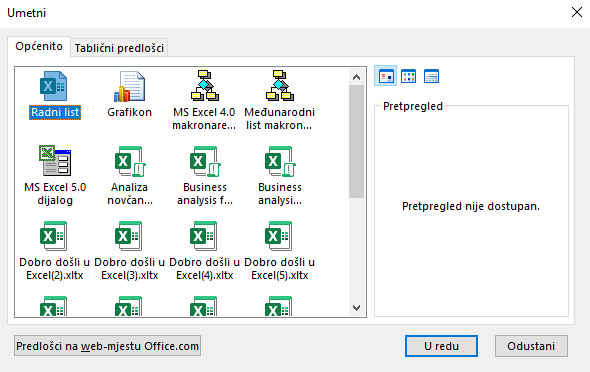 Umetni
Općenito
Tablični predlošci
Radni list
Grafikon
MS Excel 4.0
makronare...
Međunarodni
list makron...
MS Excel 5.0
dijalog
Analiza
novčan...
Business
analysis f...
Business
analysi...
Dobro došli u
Excel(2).xltx
Dobro došli u
Excel(3).xltx
Dobro došli u
Excel(4).xltx
Dobro došli u
Excel(5).xltx
Pretpregled
Pretpregled nije dostupan.
Predlošci na web-mjestu Office.com
U redu
Odustani